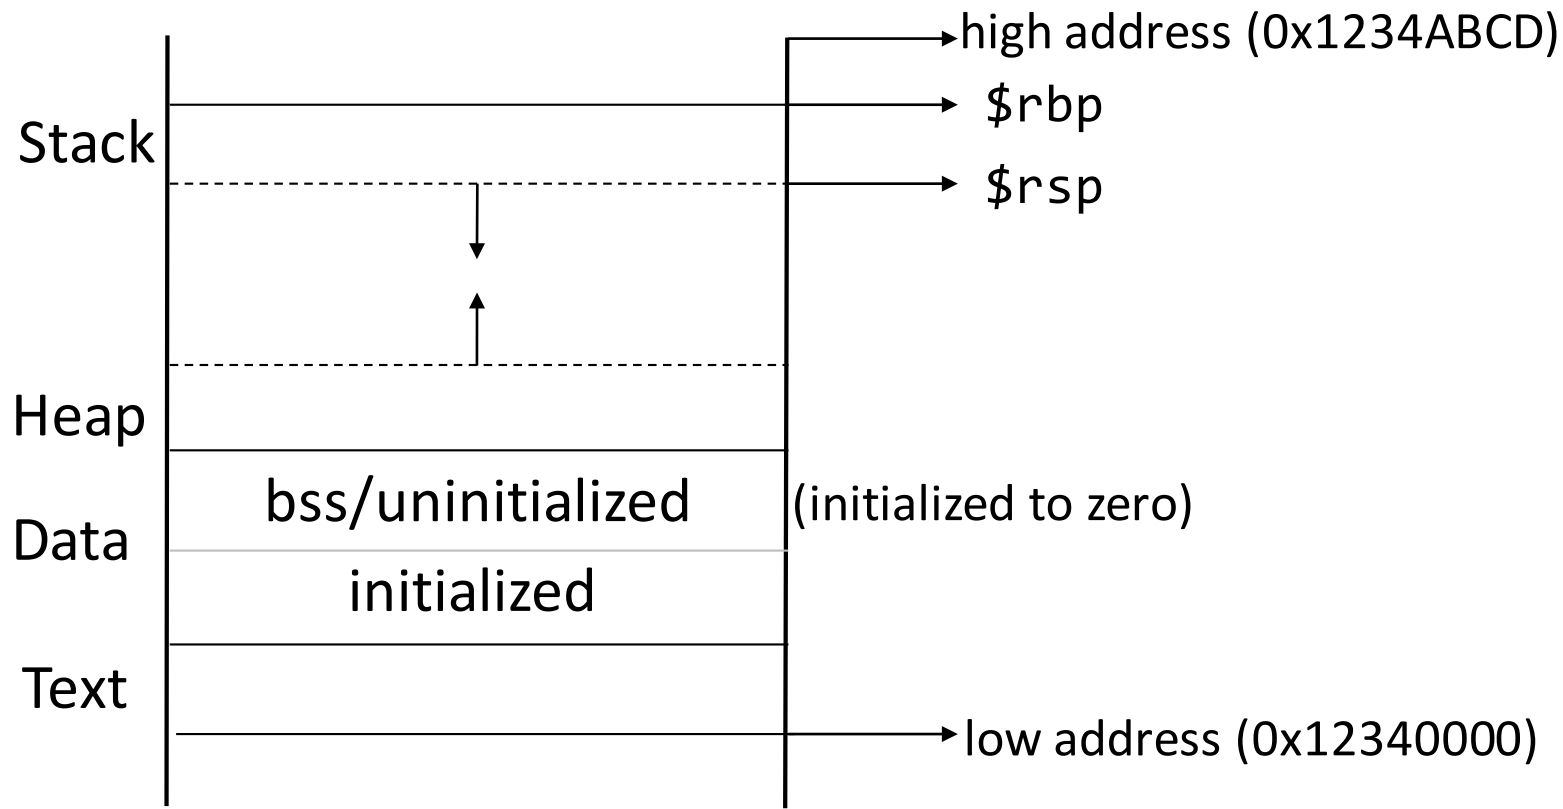 high address (0x1234ABCD)
$rbp
Stack
$rsp
Heap
bss/uninitialized
(initialized to zero)
Data
initialized
Text
low address (0x12340000)